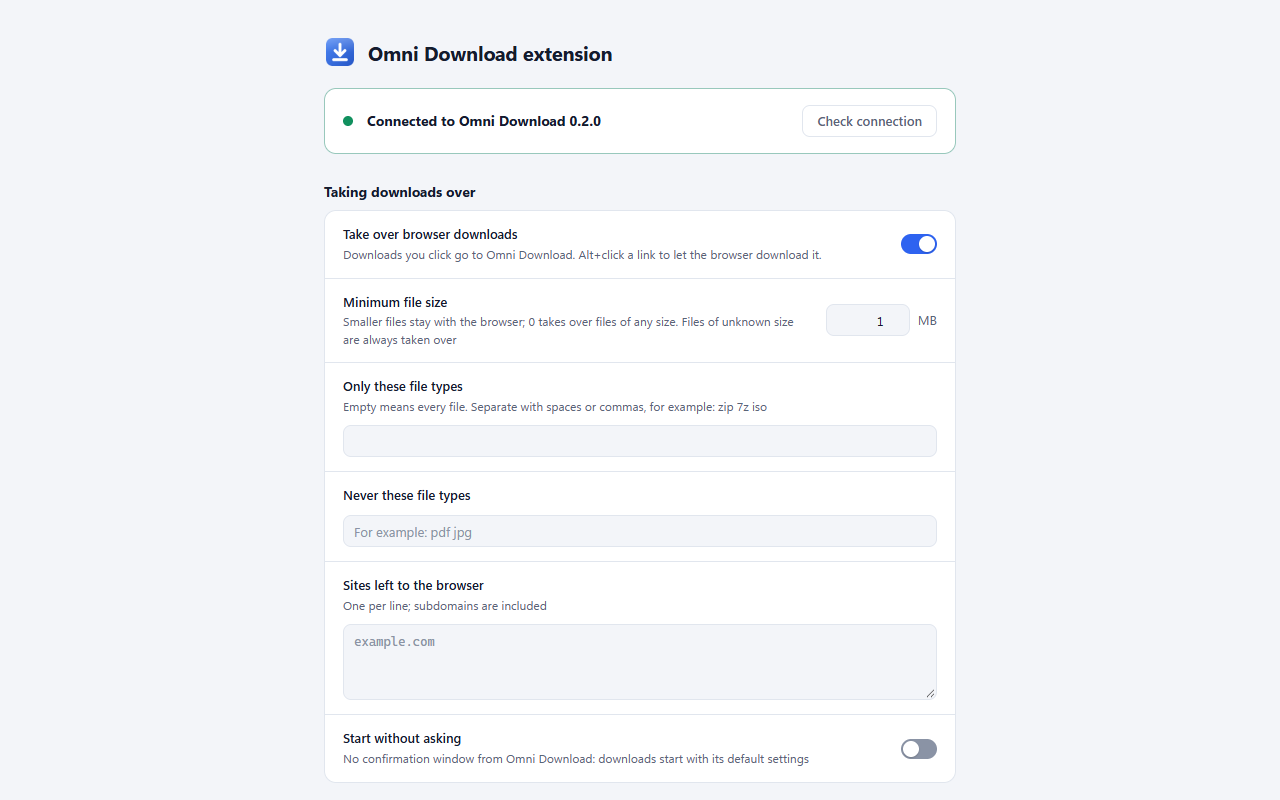 Omni Download extension
Connected to Omni Download 0.2.0
Check connection
Taking downloads over
Take over browser downloads
Downloads you click go to Omni Download. Alt+click a link to let the browser download it.
Minimum file size
Smaller files stay with the browser; 0 takes over files of any size. Files of unknown size
are always taken over
1 MB
Only these file types
Empty means every file. Separate with spaces or commas, for example: zip 7z iso
Never these file types
For example: pdf jpg
Sites left to the browser
One per line; subdomains are included
example.com
Start without asking
No confirmation window from Omni Download: downloads start with its default settings